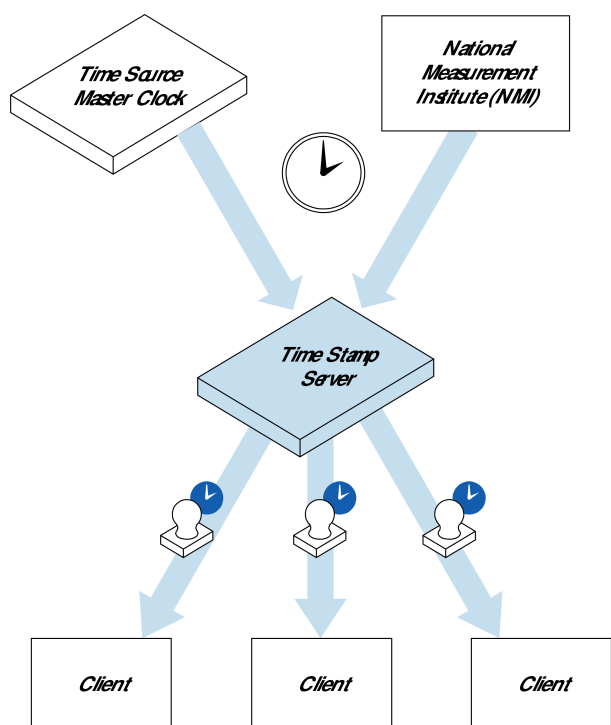 Time Source
Master Clock
National
Measurement
Institute (NMI)
Time Stamp
Server
Client
Client
Client